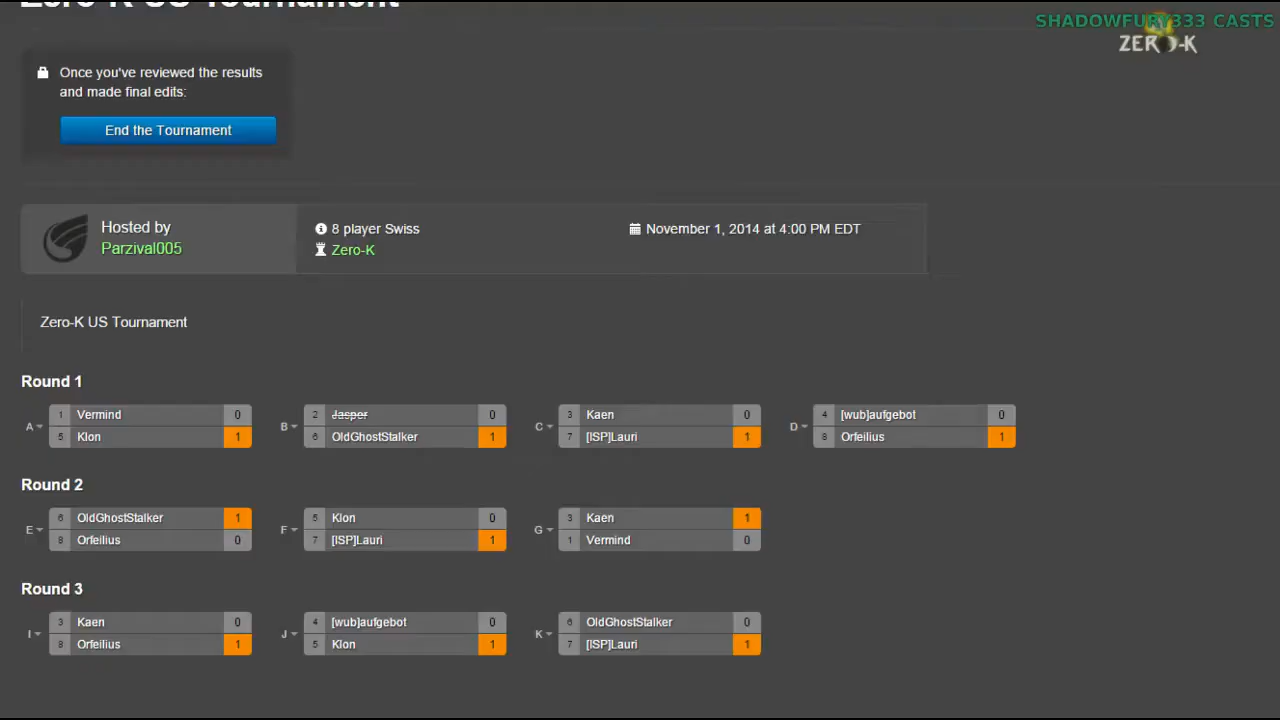 Zero-K US Tournament
SHADOWFURY333 CASTS
ZERO-K
Once you've reviewed the results
and made final edits:
End the Tournament
Hosted by
Parzival005
8 player Swiss
Zero-K
November 1, 2014 at 4:00 PM EDT
Zero-K US Tournament
Round 1
A 1 Vermind 0
5 Klon 1
B 2 Jasper 0
6 OldGhostStalker 1
C 3 Kaen 0
7 [ISP]Lauri 1
D 4 [wub]aufgebot 0
8 Orfeilius 1
Round 2
E 6 OldGhostStalker 1
8 Orfeilius 0
F 5 Klon 0
7 [ISP]Lauri 1
G 3 Kaen 1
1 Vermind 0
Round 3
I 3 Kaen 0
8 Orfeilius 1
J 4 [wub]aufgebot 0
5 Klon 1
K 6 OldGhostStalker 0
7 [ISP]Lauri 1